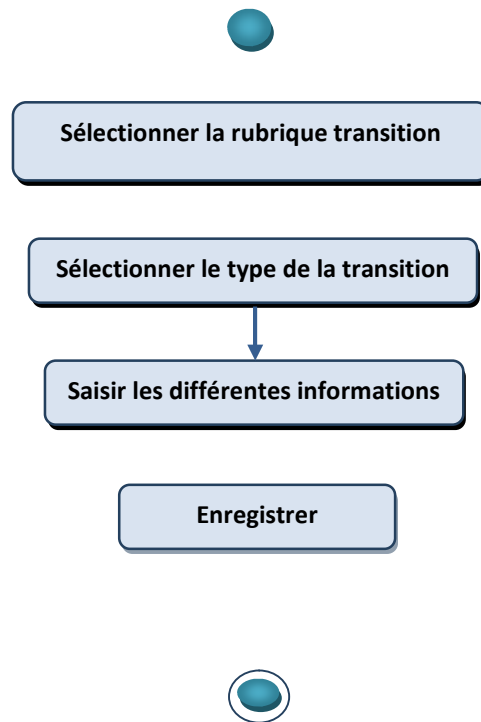 Sélectionner la rubrique transition
Sélectionner le type de la transition
Saisir les différentes informations
Enregistrer